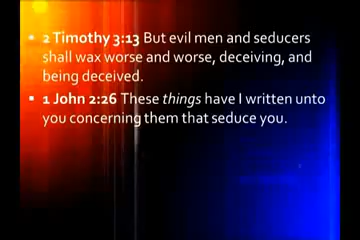 • 2 Timothy 3:13 But evil men and seducers
shall wax worse and worse, deceiving, and
being deceived.
• 1 John 2:26 These things have I written unto
you concerning them that seduce you.